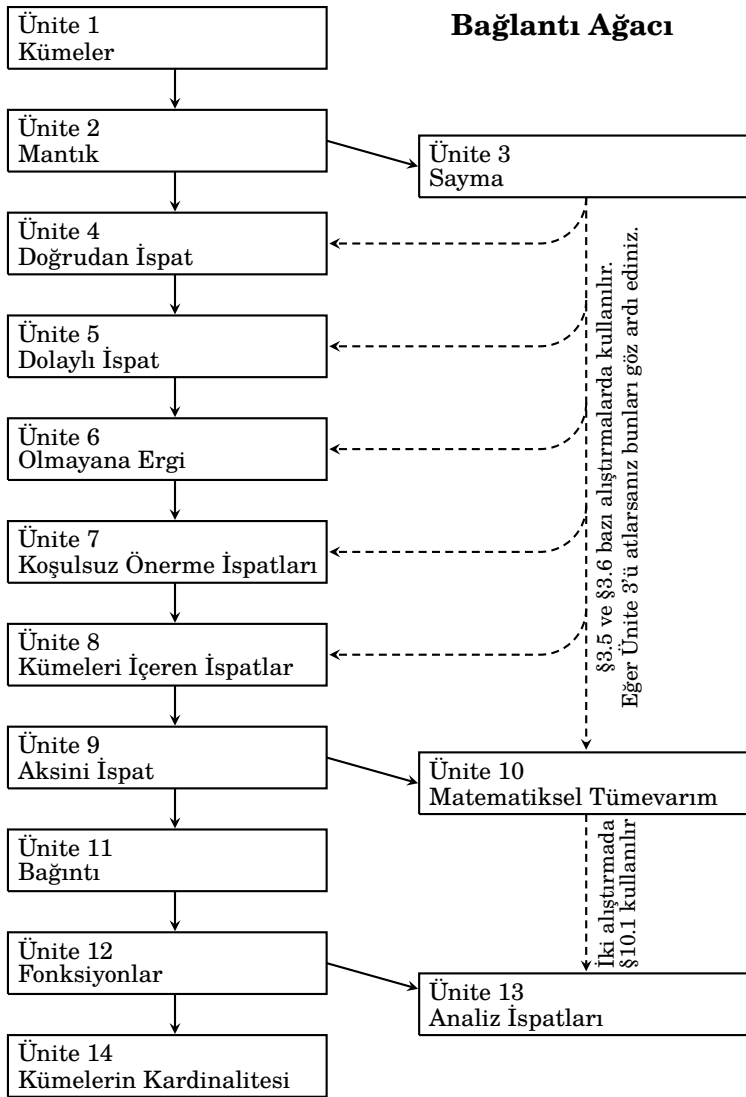 Bağlantı Ağacı
Ünite 1
Kümeler
Ünite 2
Mantık
Ünite 3
Sayma
Ünite 4
Doğrudan İspat
Ünite 5
Dolaylı İspat
Ünite 6
Olmayana Ergi
Ünite 7
Koşulsuz Önerme İspatları
Ünite 8
Kümeleri İçeren İspatlar
§3.5 ve §3.6 bazı alıştırmalarda kullanılır.
Eğer Ünite 3’ü atlarsanız bunları göz ardı ediniz.
Ünite 9
Aksini İspat
Ünite 10
Matematiksel Tümevarım
Ünite 11
Bağıntı
İki alıştırmada
§10.1 kullanılır
Ünite 12
Fonksiyonlar
Ünite 13
Analiz İspatları
Ünite 14
Kümelerin Kardinalitesi